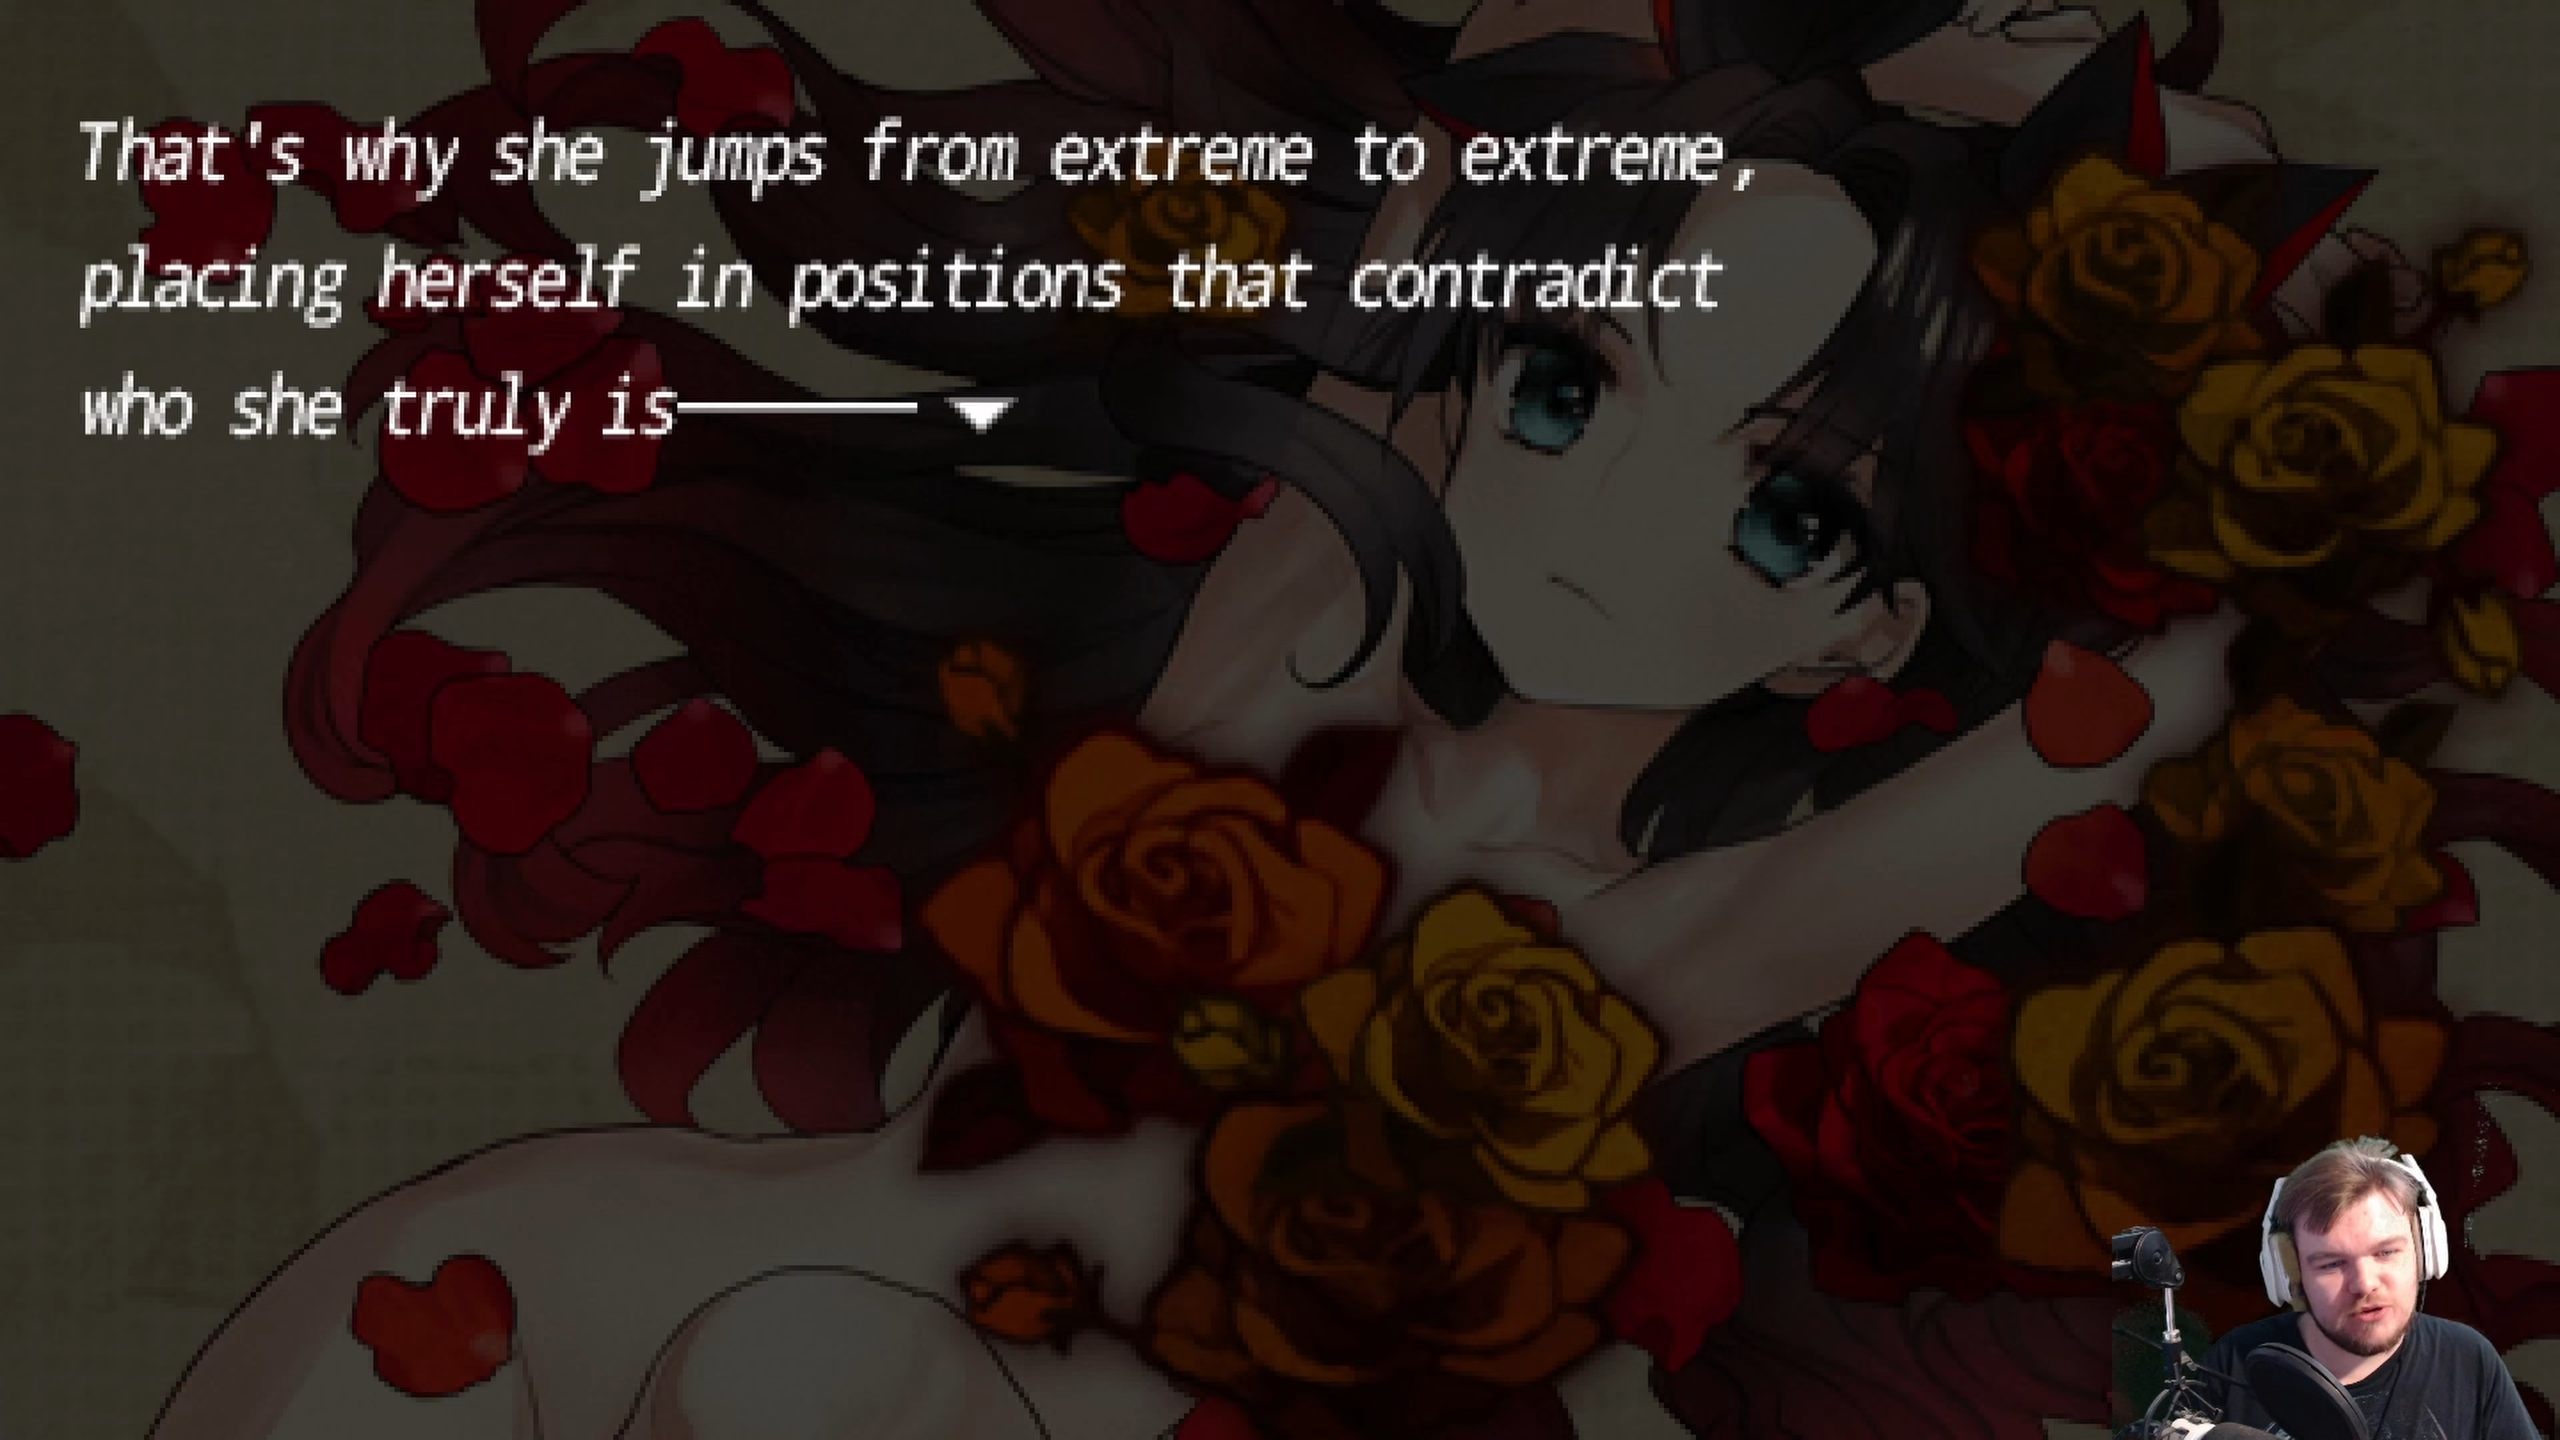 That's why she jumps from extreme to extreme,
placing herself in positions that contradict
who she truly is――――